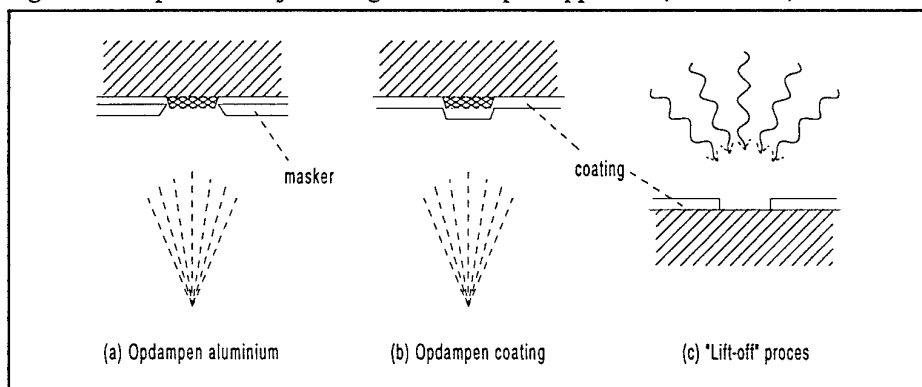 masker
coating
(a) Opdampen aluminium
(b) Opdampen coating
(c) "Lift-off" proces